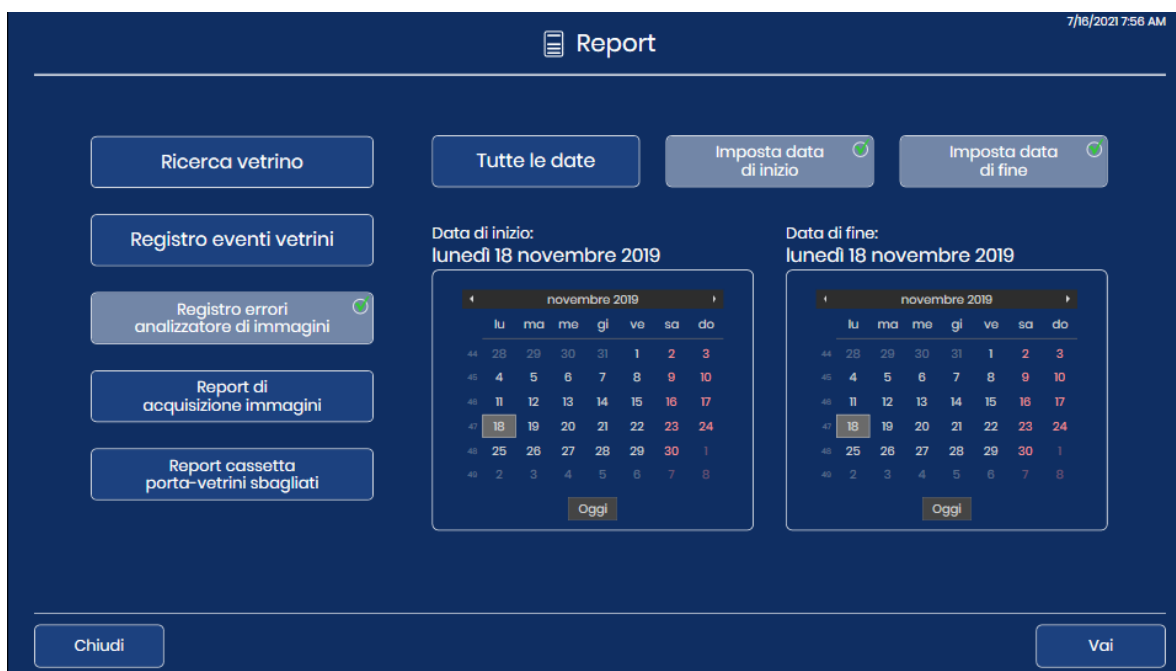 7/16/2021 7:56 AM
Report
Ricerca vetrino
Registro eventi vetrini
Registro errori
analizzatore di immagini
Report di
acquisizione immagini
Report cassetta
porta-vetrini sbagliati
Tutte le date
Imposta data
di inizio
Imposta data
di fine
Data di inizio:
lunedì 18 novembre 2019
novembre 2019
lu ma me gi ve sa do
44 28 29 30 31 1 2 3
45 4 5 6 7 8 9 10
46 11 12 13 14 15 16 17
47 18 19 20 21 22 23 24
48 25 26 27 28 29 30 1
49 2 3 4 5 6 7 8
Oggi
Data di fine:
lunedì 18 novembre 2019
novembre 2019
lu ma me gi ve sa do
44 28 29 30 31 1 2 3
45 4 5 6 7 8 9 10
46 11 12 13 14 15 16 17
47 18 19 20 21 22 23 24
48 25 26 27 28 29 30 1
49 2 3 4 5 6 7 8
Oggi
Chiudi
Vai